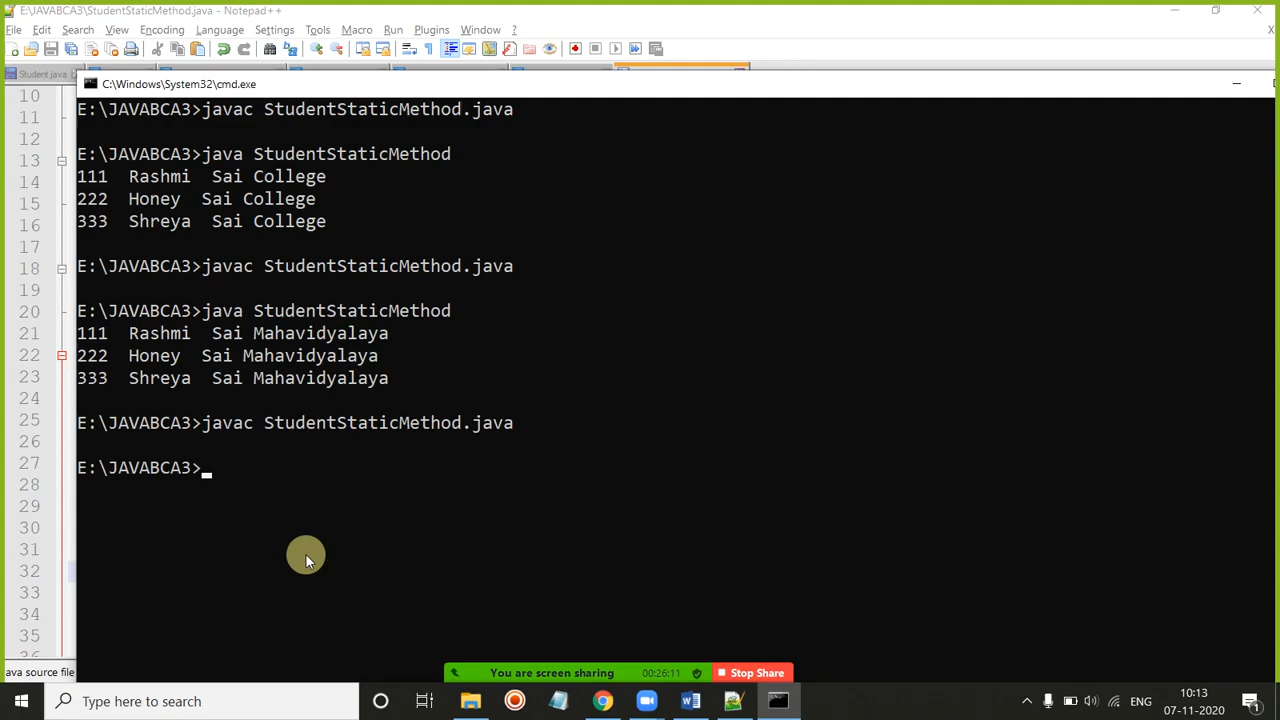 E:\JAVABCA3\StudentStaticMethod.java - Notepad++
File Edit Search View Encoding Language Settings Tools Macro Run Plugins Window ? X
Student.java
C:\Windows\System32\cmd.exe
10
11
12
13
14
15
16
17
18
19
20
21
22
23
24
25
26
27
28
29
30
31
32
33
34
35
36
E:\JAVABCA3>javac StudentStaticMethod.java
E:\JAVABCA3>java StudentStaticMethod
111 Rashmi Sai College
222 Honey Sai College
333 Shreya Sai College
E:\JAVABCA3>javac StudentStaticMethod.java
E:\JAVABCA3>java StudentStaticMethod
111 Rashmi Sai Mahavidyalaya
222 Honey Sai Mahavidyalaya
333 Shreya Sai Mahavidyalaya
E:\JAVABCA3>javac StudentStaticMethod.java
E:\JAVABCA3>
ava source file
You are screen sharing 00:26:11 Stop Share
Type here to search
ENG
10:13
07-11-2020
1